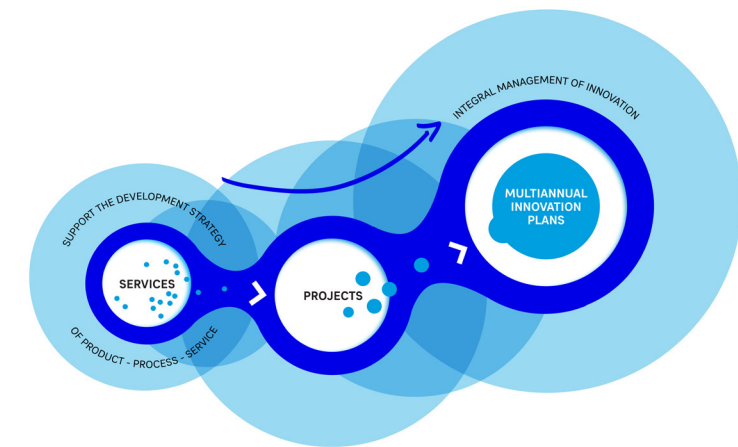 INTEGRAL MANAGEMENT OF INNOVATION
MULTIANNUAL
INNOVATION
PLANS
SUPPORT THE DEVELOPMENT STRATEGY
SERVICES
PROJECTS
OF PRODUCT - PROCESS - SERVICE